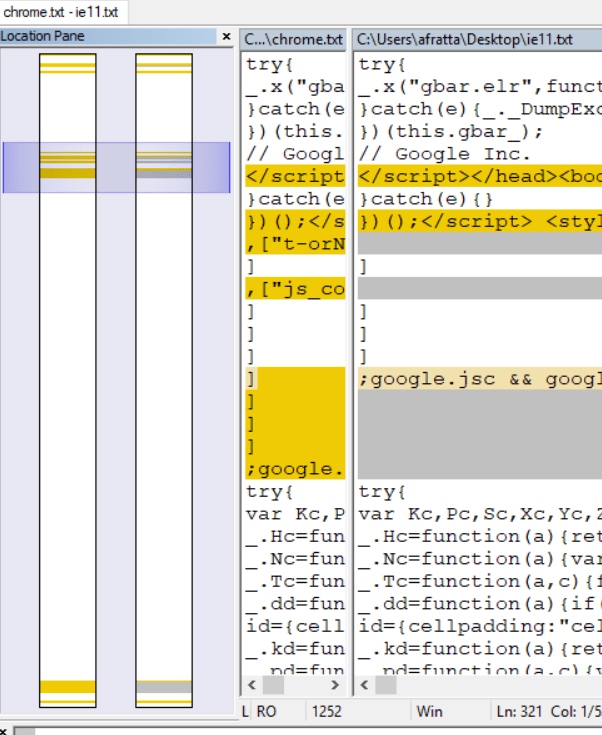 chrome.txt - ie11.txt
Location Pane ×
C...\chrome.txt
try{
_.x("gba
}catch(e
})(this.
// Googl
</script
}catch(e
})();</s
,["t-orN
]
,["js_co
]
]
]
]
]
]
]
;google.
try{
var Kc,P
_.Hc=fun
_.Nc=fun
_.Tc=fun
_.dd=fun
id={cell
_.kd=fun
_.pd=fun
C:\Users\afratta\Desktop\ie11.txt
try{
_.x("gbar.elr",funct
}catch(e){_._DumpExc
})(this.gbar_);
// Google Inc.
</script></head><boo
}catch(e){}
})();</script> <styl
]
]
]
]
;google.jsc && googl
try{
var Kc,Pc,Sc,Xc,Yc,Z
_.Hc=function(a){ret
_.Nc=function(a){var
_.Tc=function(a,c){f
_.dd=function(a){if(
id={cellpadding:"cel
_.kd=function(a){ret
_.pd=function(a,c){v
L RO 1252 Win Ln: 321 Col: 1/5